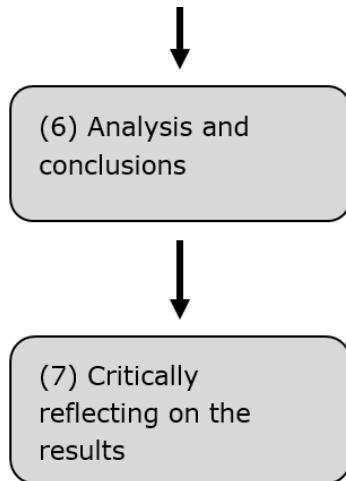 (6) Analysis and
conclusions
(7) Critically
reflecting on the
results